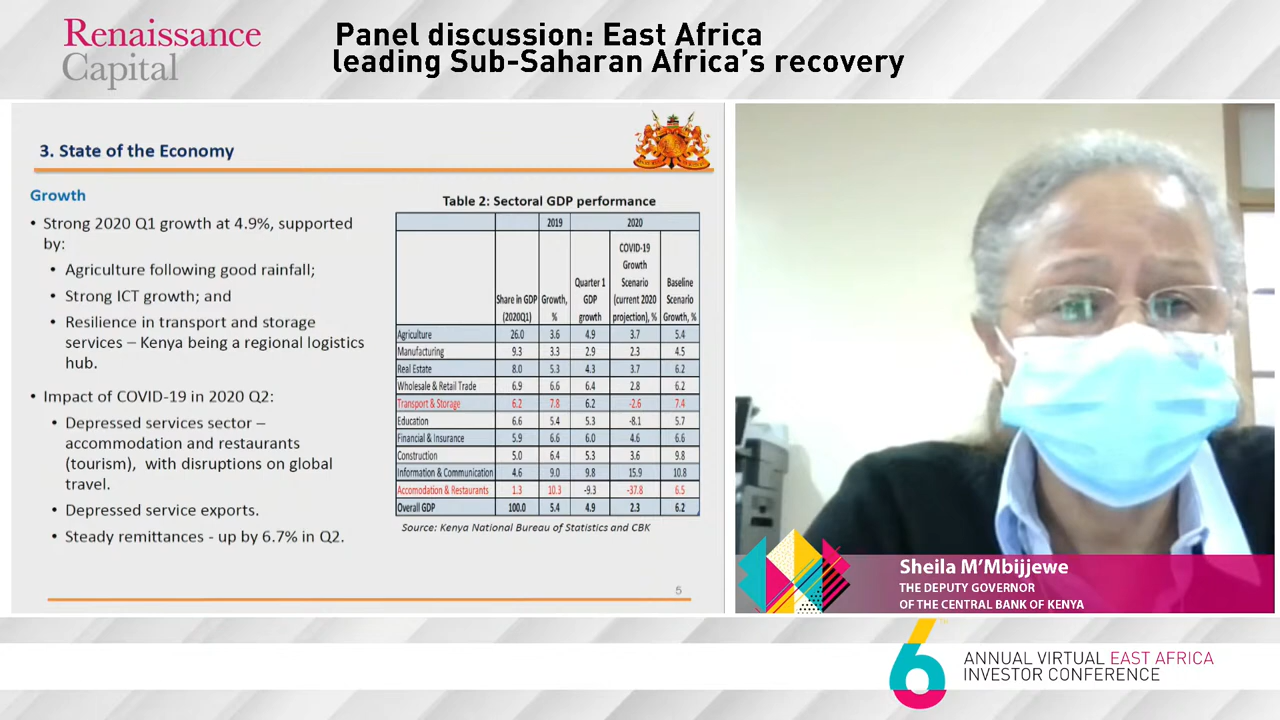 Renaissance
Capital
Panel discussion: East Africa
leading Sub-Saharan Africa's recovery
3. State of the Economy
Growth
• Strong 2020 Q1 growth at 4.9%, supported
by:
• Agriculture following good rainfall;
• Strong ICT growth; and
• Resilience in transport and storage
services – Kenya being a regional logistics
hub.
• Impact of COVID-19 in 2020 Q2:
• Depressed services sector –
accommodation and restaurants
(tourism), with disruptions on global
travel.
• Depressed service exports.
• Steady remittances - up by 6.7% in Q2.
Table 2: Sectoral GDP performance
2019 2020
Share in GDP (2020Q1) Growth, % Quarter 1 GDP growth COVID-19 Growth Scenario (current 2020 projection), % Baseline Scenario Growth, %
Agriculture 26.0 3.6 4.9 3.7 5.4
Manufacturing 9.3 3.3 2.9 2.3 4.5
Real Estate 8.0 5.3 4.3 3.7 6.2
Wholesale & Retail Trade 6.9 6.6 6.4 2.8 6.2
Transport & Storage 6.2 7.8 6.2 -2.6 7.4
Education 6.6 5.4 5.3 -8.1 5.7
Financial & Insurance 5.9 6.6 6.0 4.6 6.6
Construction 5.0 6.4 5.3 3.6 9.8
Information & Communication 4.6 9.0 9.8 15.9 10.8
Accomodation & Restaurants 1.3 10.3 -9.3 -37.8 6.5
Overall GDP 100.0 5.4 4.9 2.3 6.2
Source: Kenya National Bureau of Statistics and CBK
5
Sheila M'Mbijjewe
THE DEPUTY GOVERNOR
OF THE CENTRAL BANK OF KENYA
6TH
ANNUAL VIRTUAL EAST AFRICA
INVESTOR CONFERENCE